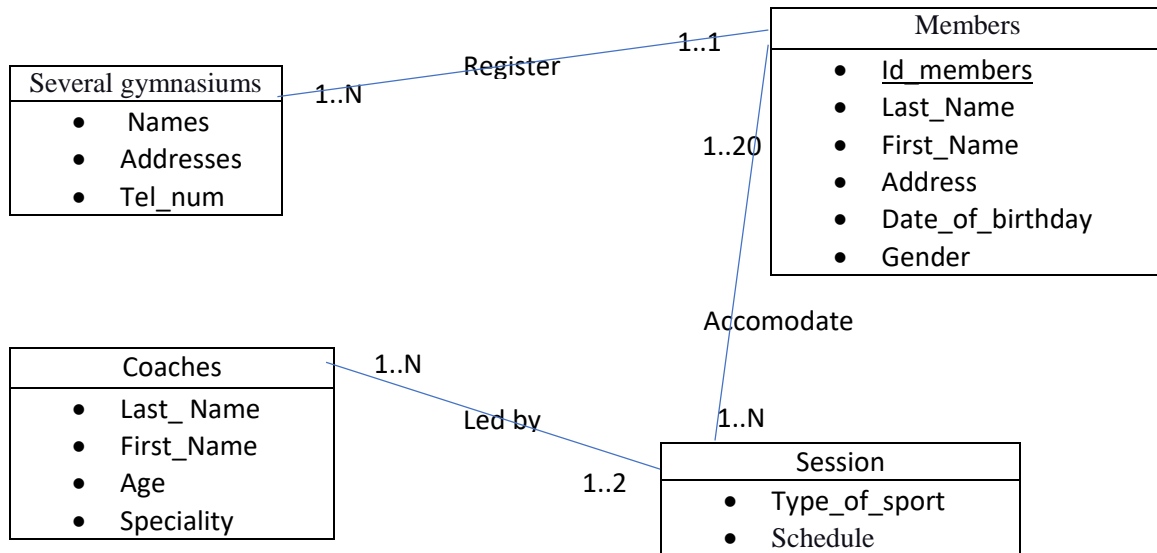 Members
1..1
Register
Several gymnasiums
1..N
• Id_members
• Names
• Last_Name
• Addresses
• First_Name
1..20
• Tel_num
• Address
• Date_of_birthday
• Gender
Accomodate
Coaches
1..N
• Last_ Name
Led by
1..N
• First_Name
Session
• Age
1..2
• Type_of_sport
• Speciality
• Schedule